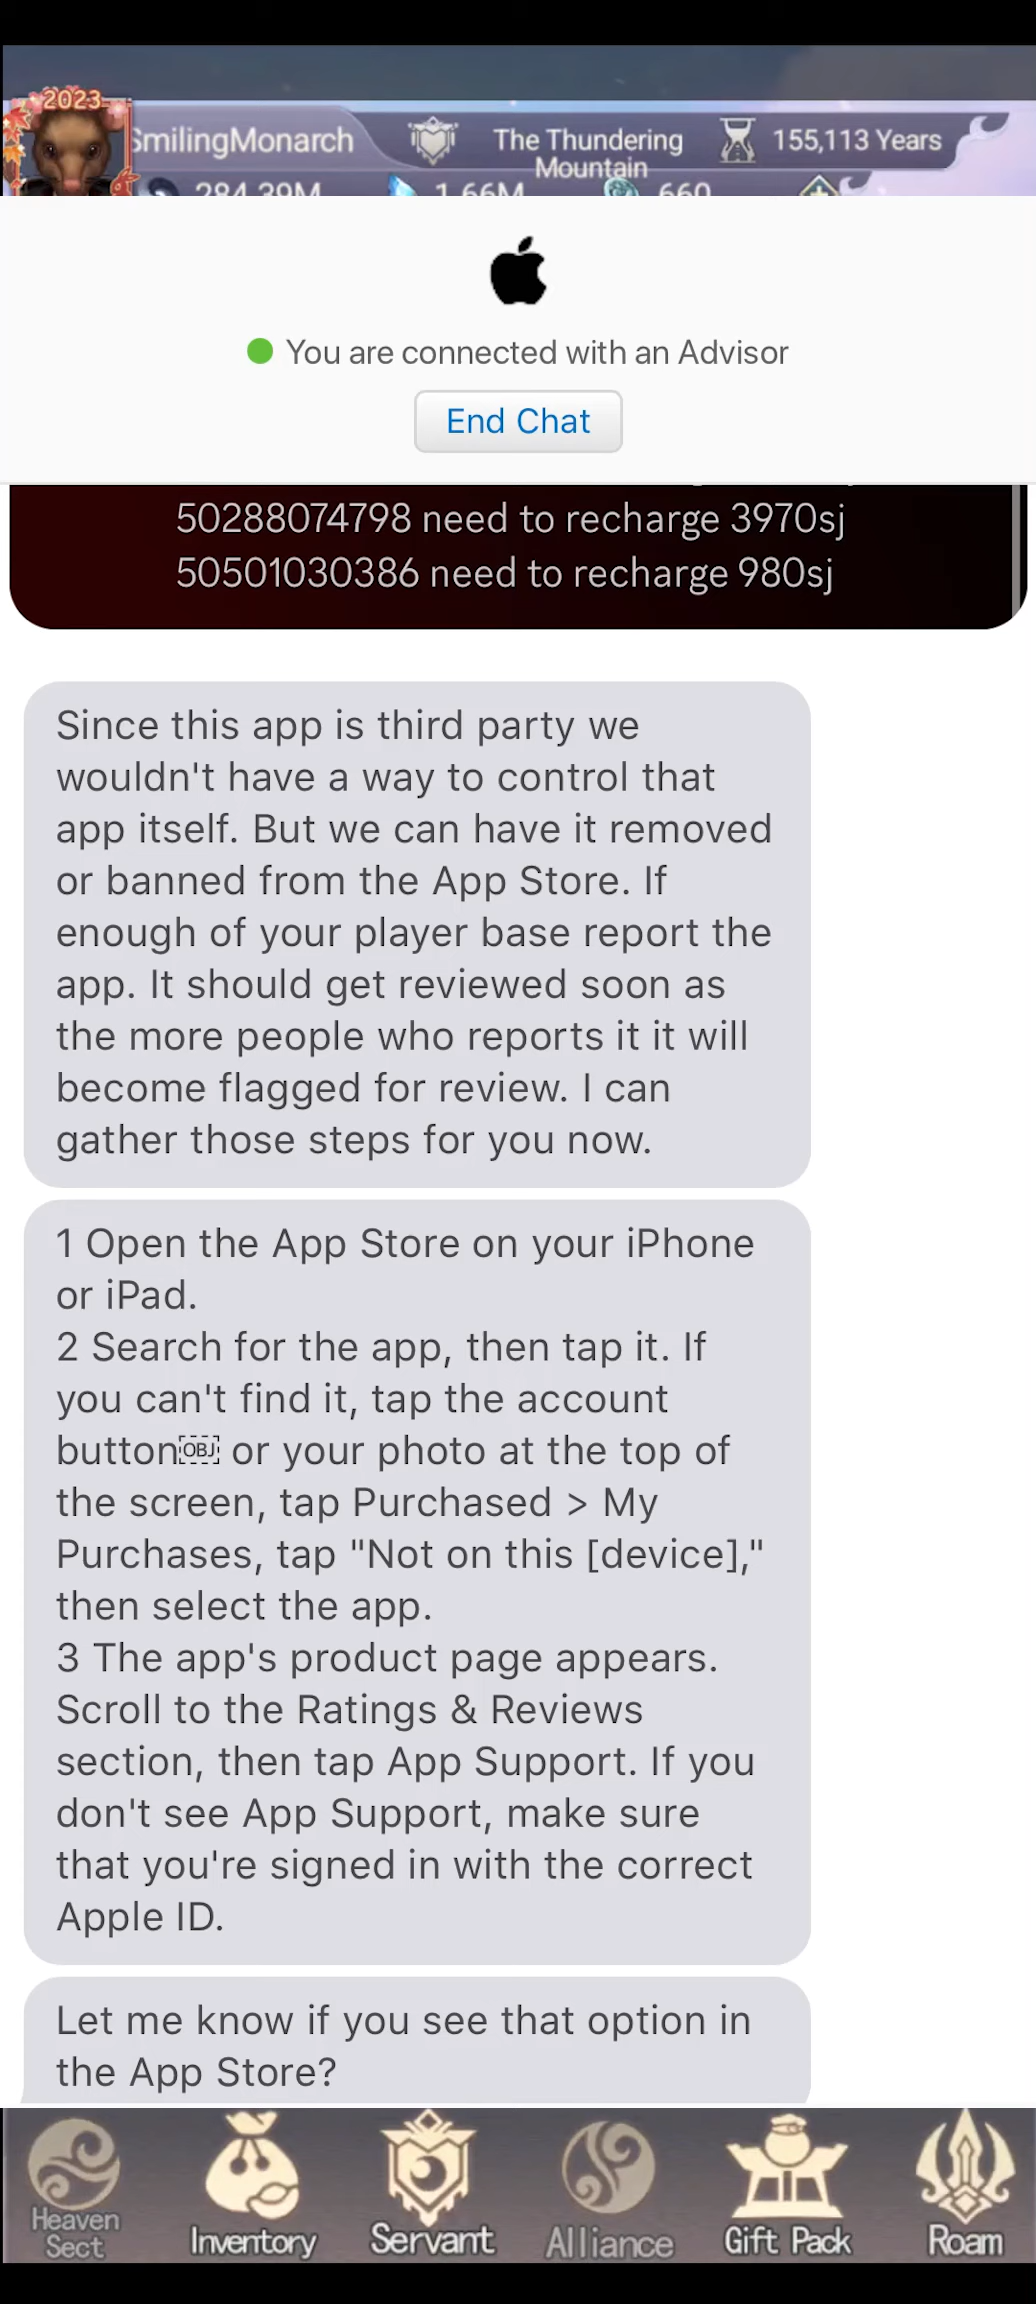 2023
SmilingMonarch
The Thundering
Mountain
155,113 Years
284.39M
1.66M
660
You are connected with an Advisor
End Chat
50288074798 need to recharge 3970sj
50501030386 need to recharge 980sj
Since this app is third party we
wouldn't have a way to control that
app itself. But we can have it removed
or banned from the App Store. If
enough of your player base report the
app. It should get reviewed soon as
the more people who reports it it will
become flagged for review. I can
gather those steps for you now.
1 Open the App Store on your iPhone
or iPad.
2 Search for the app, then tap it. If
you can't find it, tap the account
button￼ or your photo at the top of
the screen, tap Purchased > My
Purchases, tap "Not on this [device],"
then select the app.
3 The app's product page appears.
Scroll to the Ratings & Reviews
section, then tap App Support. If you
don't see App Support, make sure
that you're signed in with the correct
Apple ID.
Let me know if you see that option in
the App Store?
Heaven
Sect
Inventory
Servant
Alliance
Gift Pack
Roam